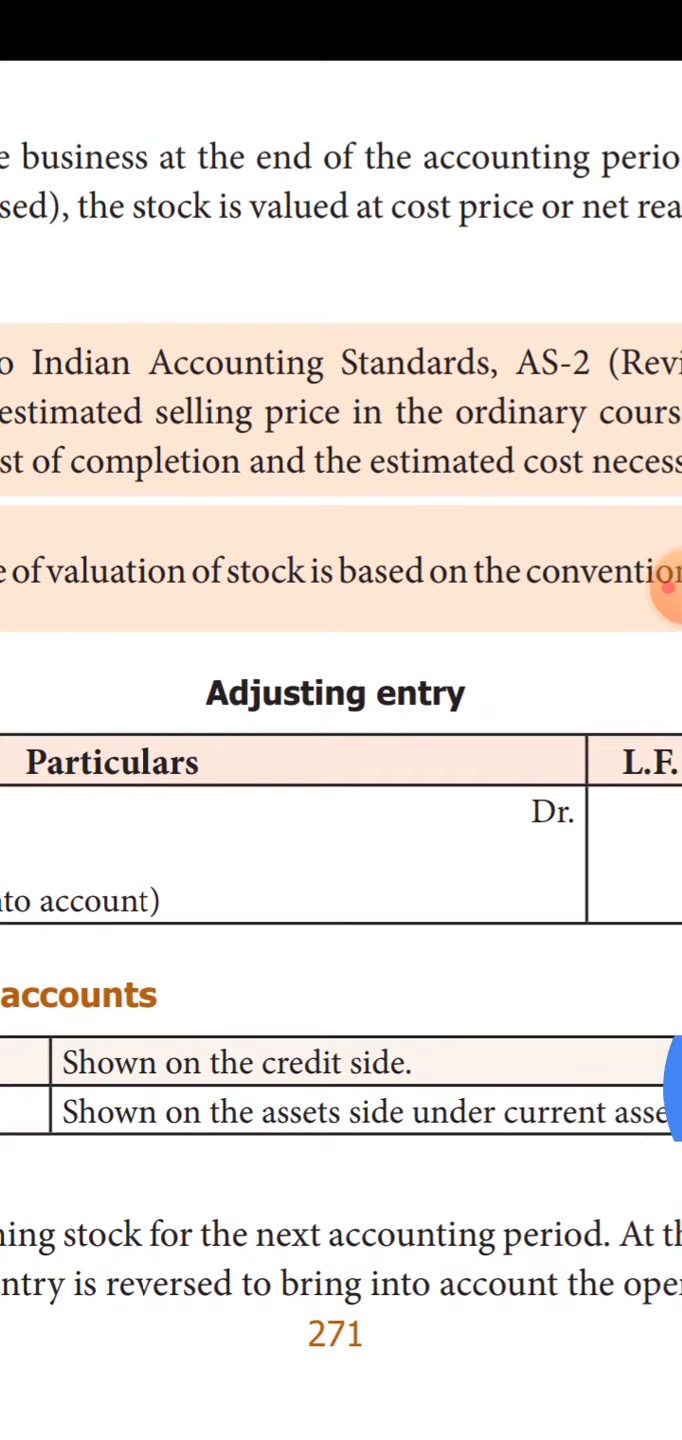 e business at the end of the accounting perio
sed), the stock is valued at cost price or net rea
o Indian Accounting Standards, AS-2 (Revi
estimated selling price in the ordinary cours
st of completion and the estimated cost necess
e of valuation of stock is based on the convention
Adjusting entry
Particulars L.F.
Dr.
nto account)
accounts
Shown on the credit side.
Shown on the assets side under current asse
ning stock for the next accounting period. At th
entry is reversed to bring into account the oper
271